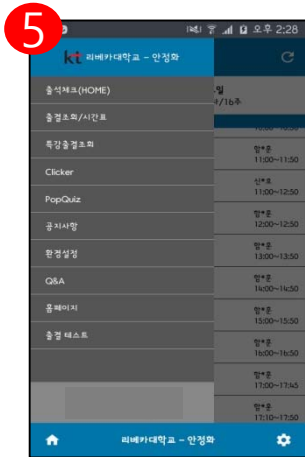 5
오후 2:28
kt 리베카대학교 – 안정화
출석체크(HOME)
출결조회/시간표
특강출결조회
Clicker
PopQuiz
공지사항
환경설정
Q&A
홈페이지
출결 테스트
일
/16주
11:00~11:50
11:00~12:50
12:00~12:50
13:00~13:50
14:00~14:50
15:00~15:50
16:00~16:50
17:00~17:45
17:10~17:50
리베카대학교 – 안정화